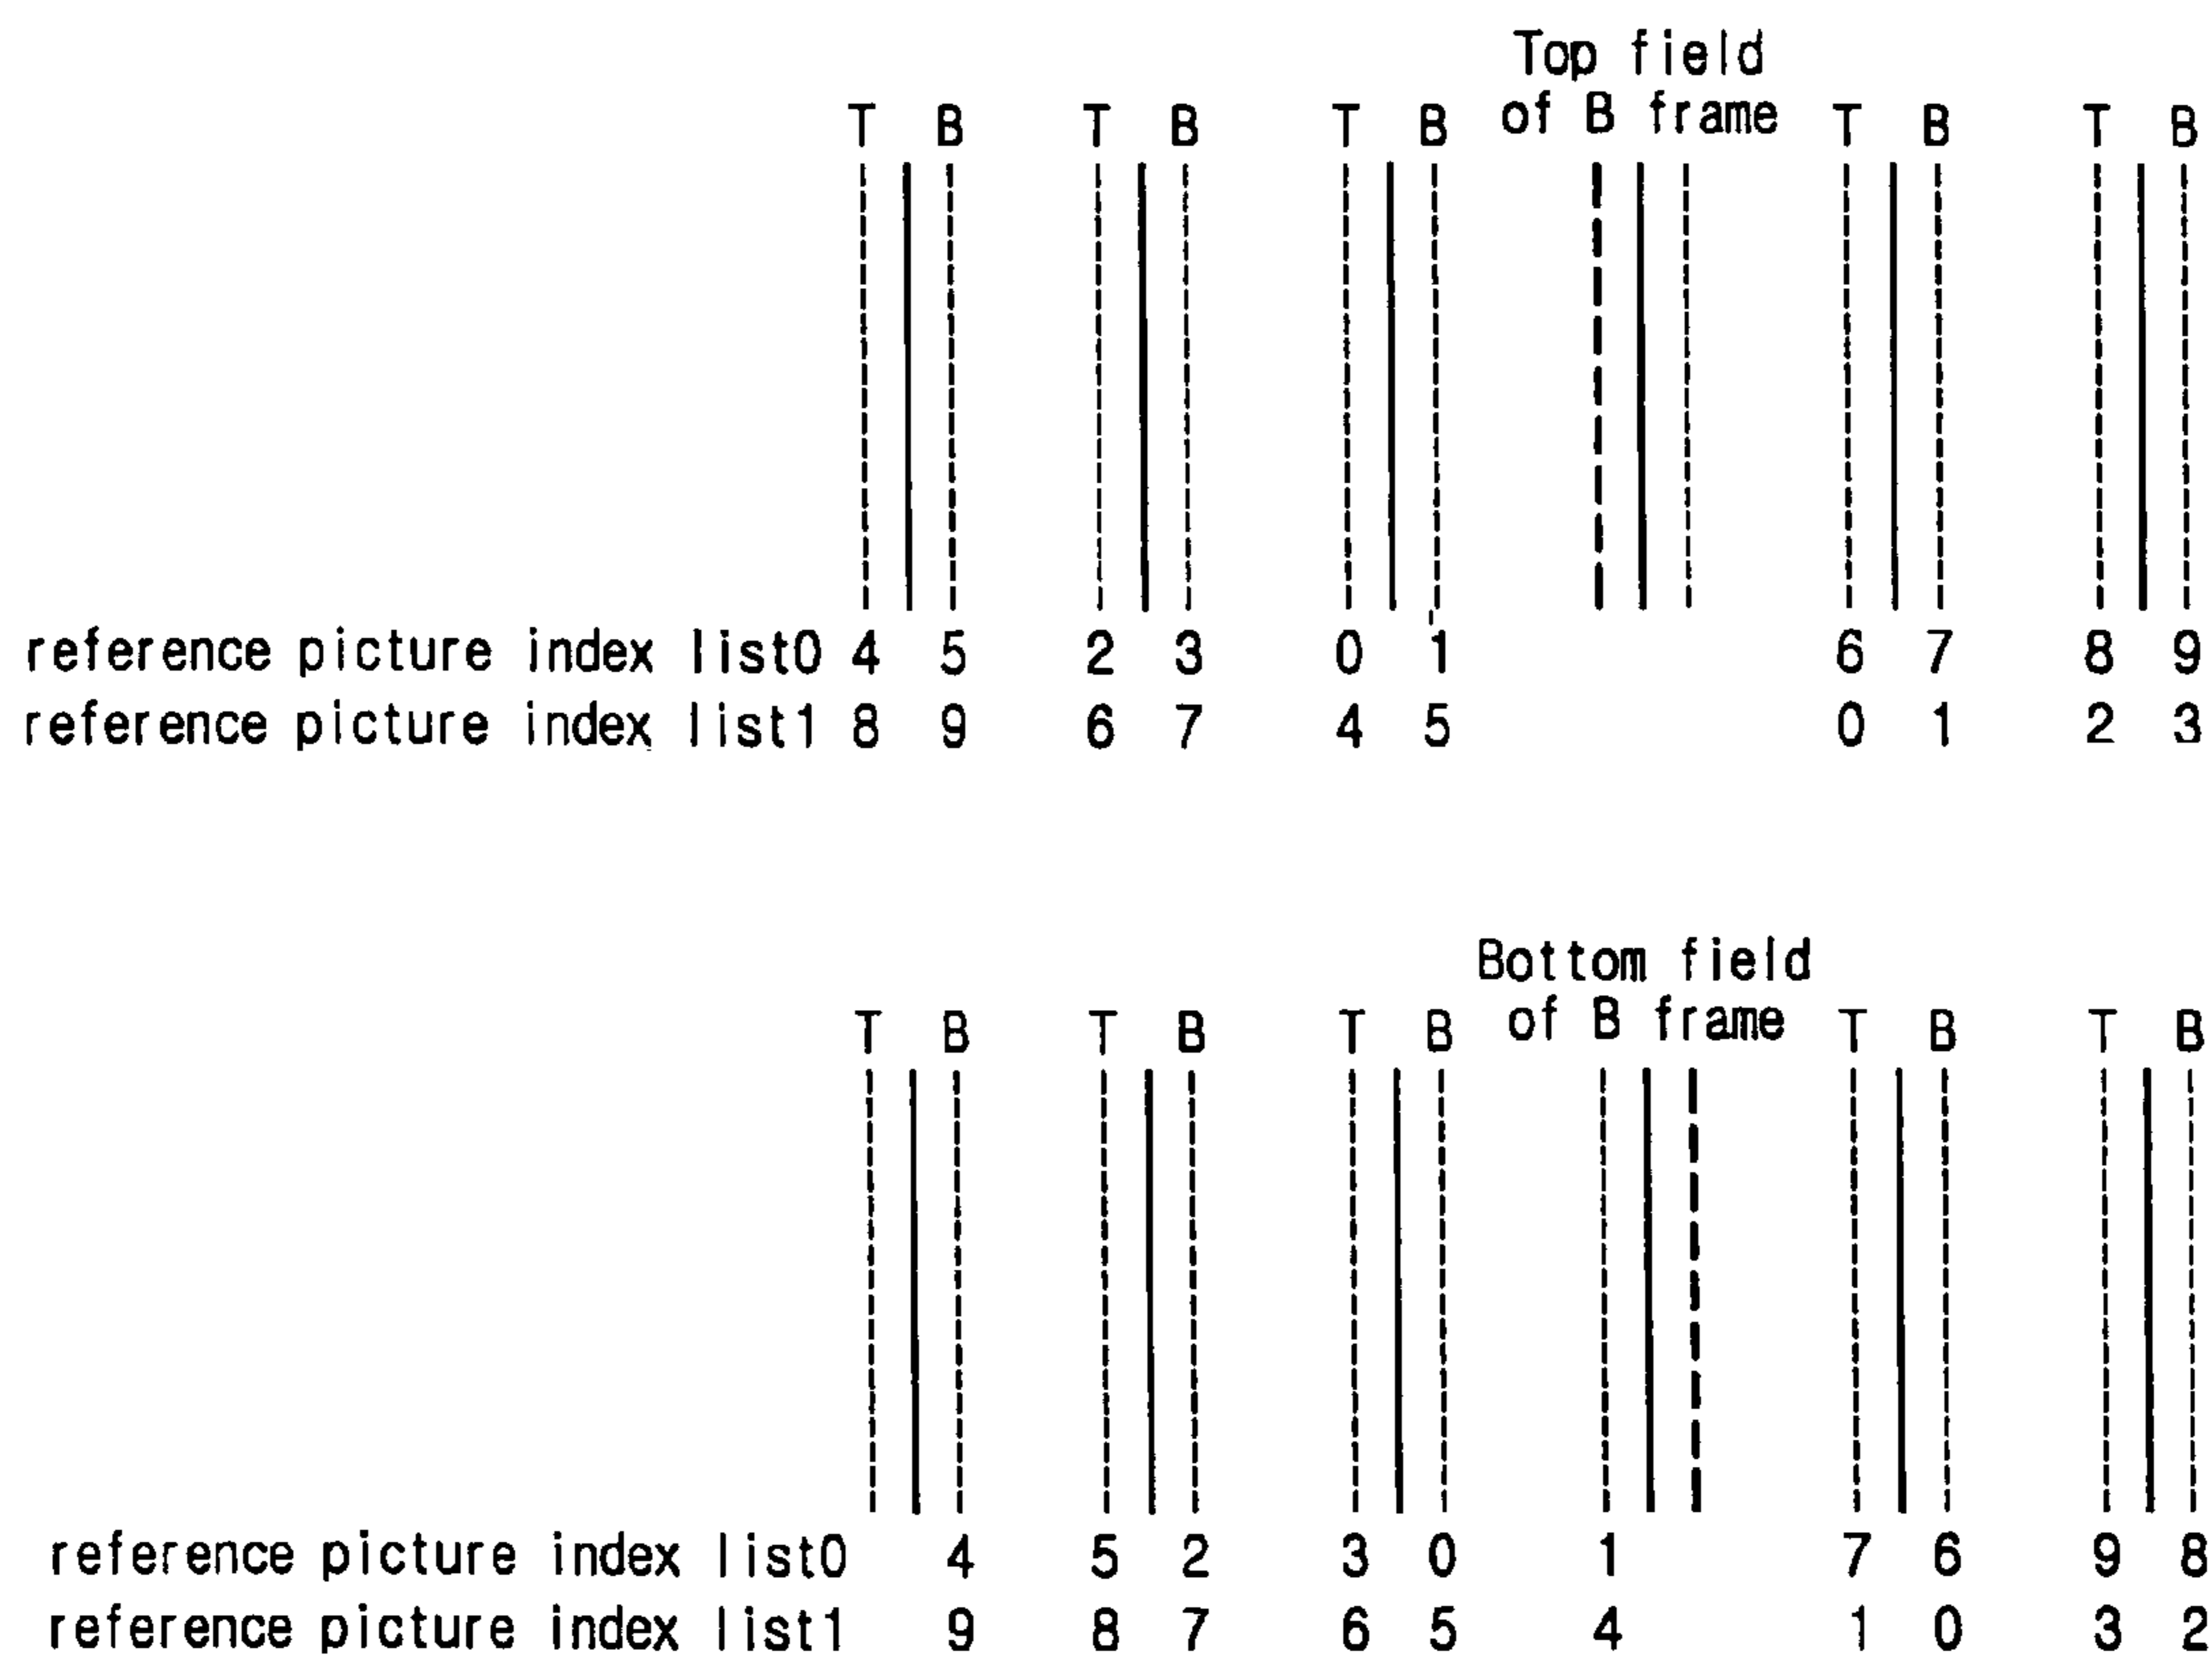 Top field
of B frame
T B T B T B T B T B
reference picture index list0 4 5 2 3 0 1 6 7 8 9
reference picture index list1 8 9 6 7 4 5 0 1 2 3
Bottom field
of B frame
T B T B T B T B T B
reference picture index list0 4 5 2 3 0 1 7 6 9 8
reference picture index list1 9 8 7 6 5 4 1 0 3 2